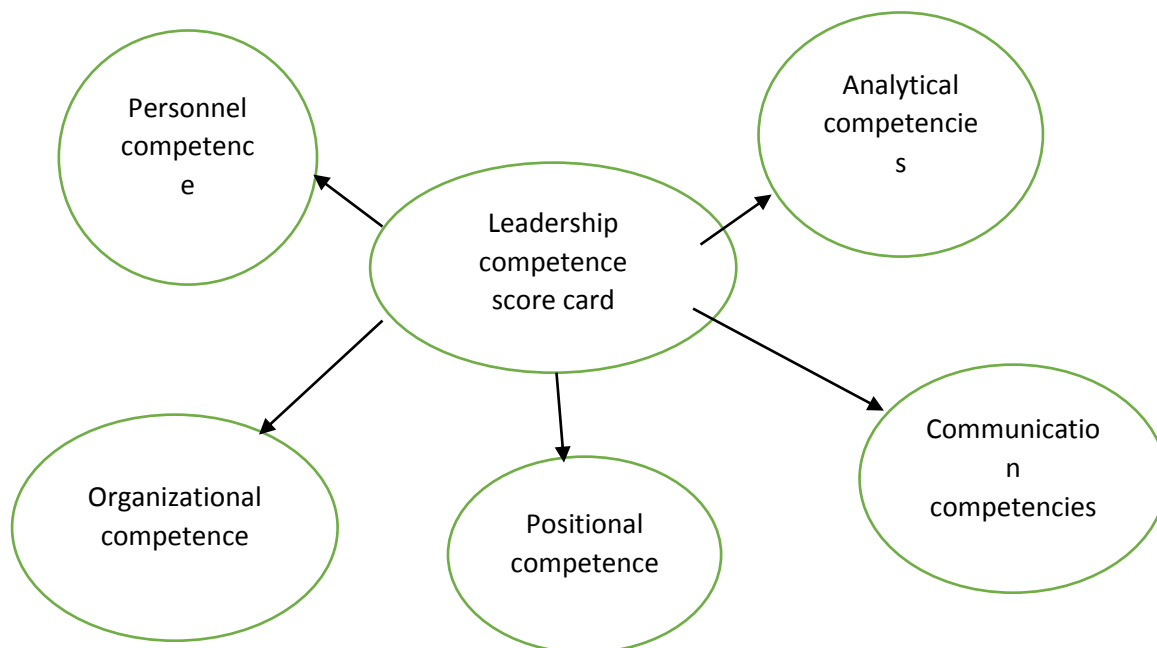 Personnel
competenc
e
Analytical
competencie
s
Leadership
competence
score card
Communicatio
n
competencies
Organizational
competence
Positional
competence